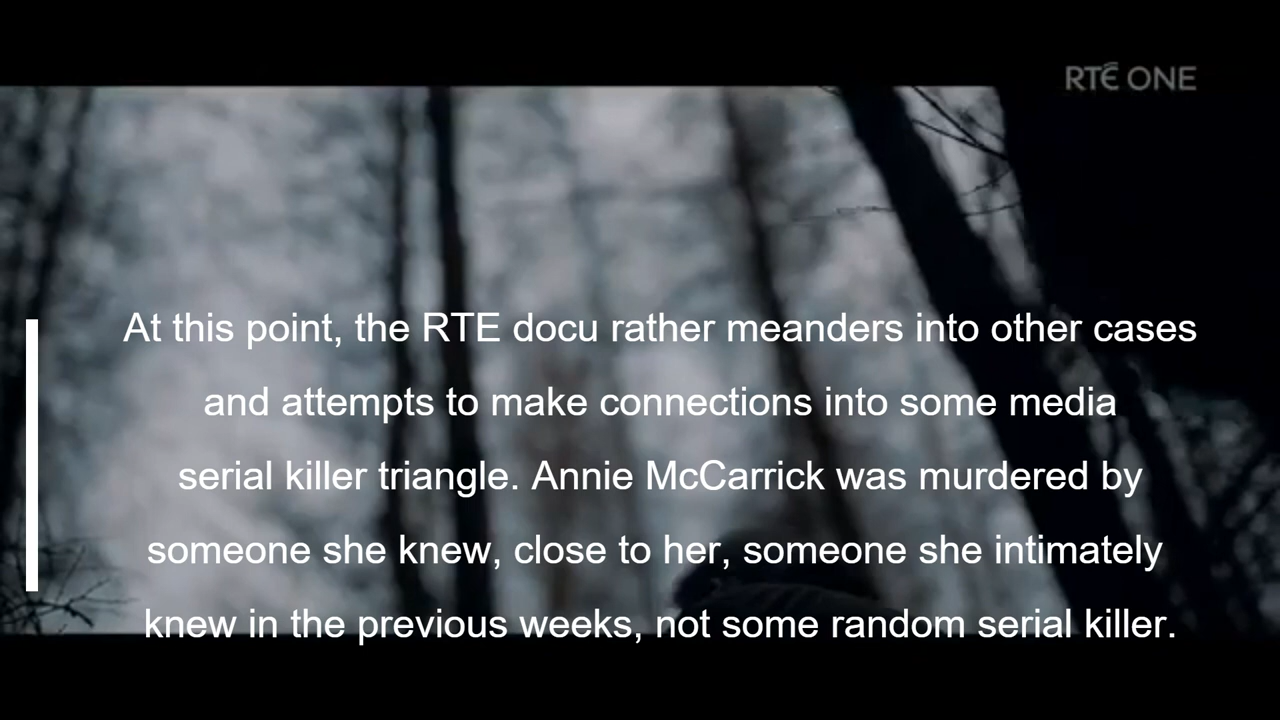 RTÉ ONE
At this point, the RTE docu rather meanders into other cases
and attempts to make connections into some media
serial killer triangle. Annie McCarrick was murdered by
someone she knew, close to her, someone she intimately
knew in the previous weeks, not some random serial killer.